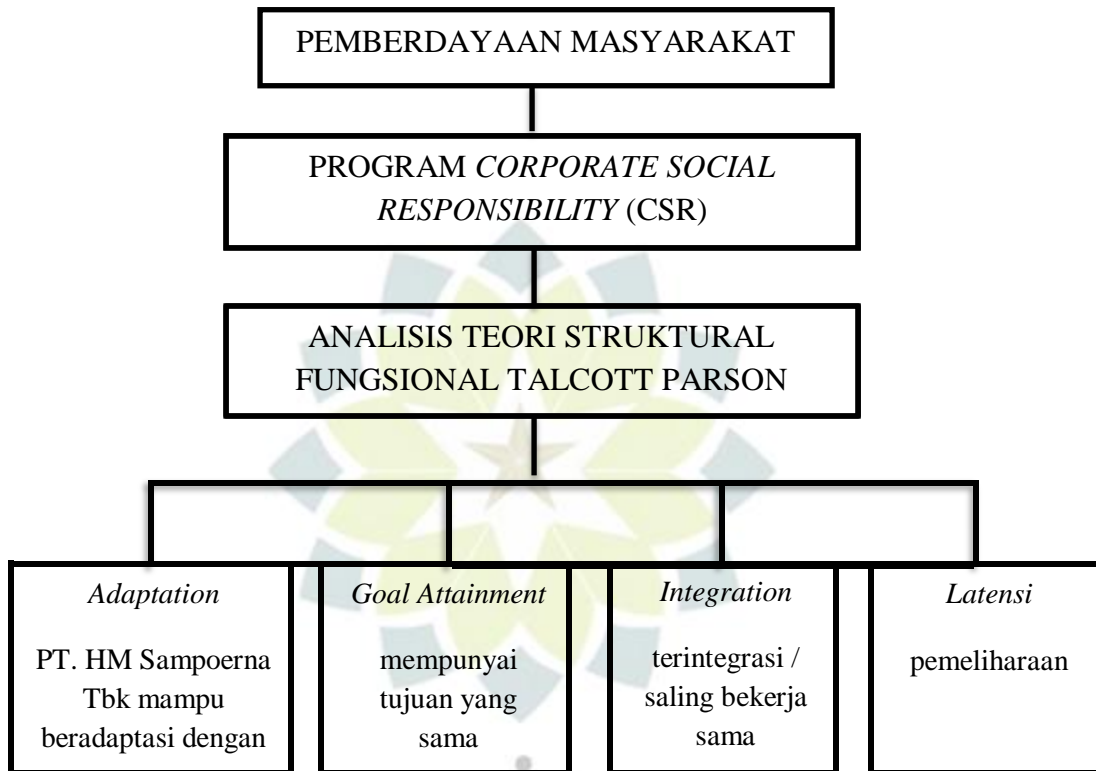 PEMBERDAYAAN MASYARAKAT
PROGRAM CORPORATE SOCIAL
RESPONSIBILITY (CSR)
ANALISIS TEORI STRUKTURAL
FUNGSIONAL TALCOTT PARSON
Adaptation
PT. HM Sampoerna
Tbk mampu
beradaptasi dengan
Goal Attainment
mempunyai
tujuan yang
sama
Integration
terintegrasi /
saling bekerja
sama
Latensi
pemeliharaan